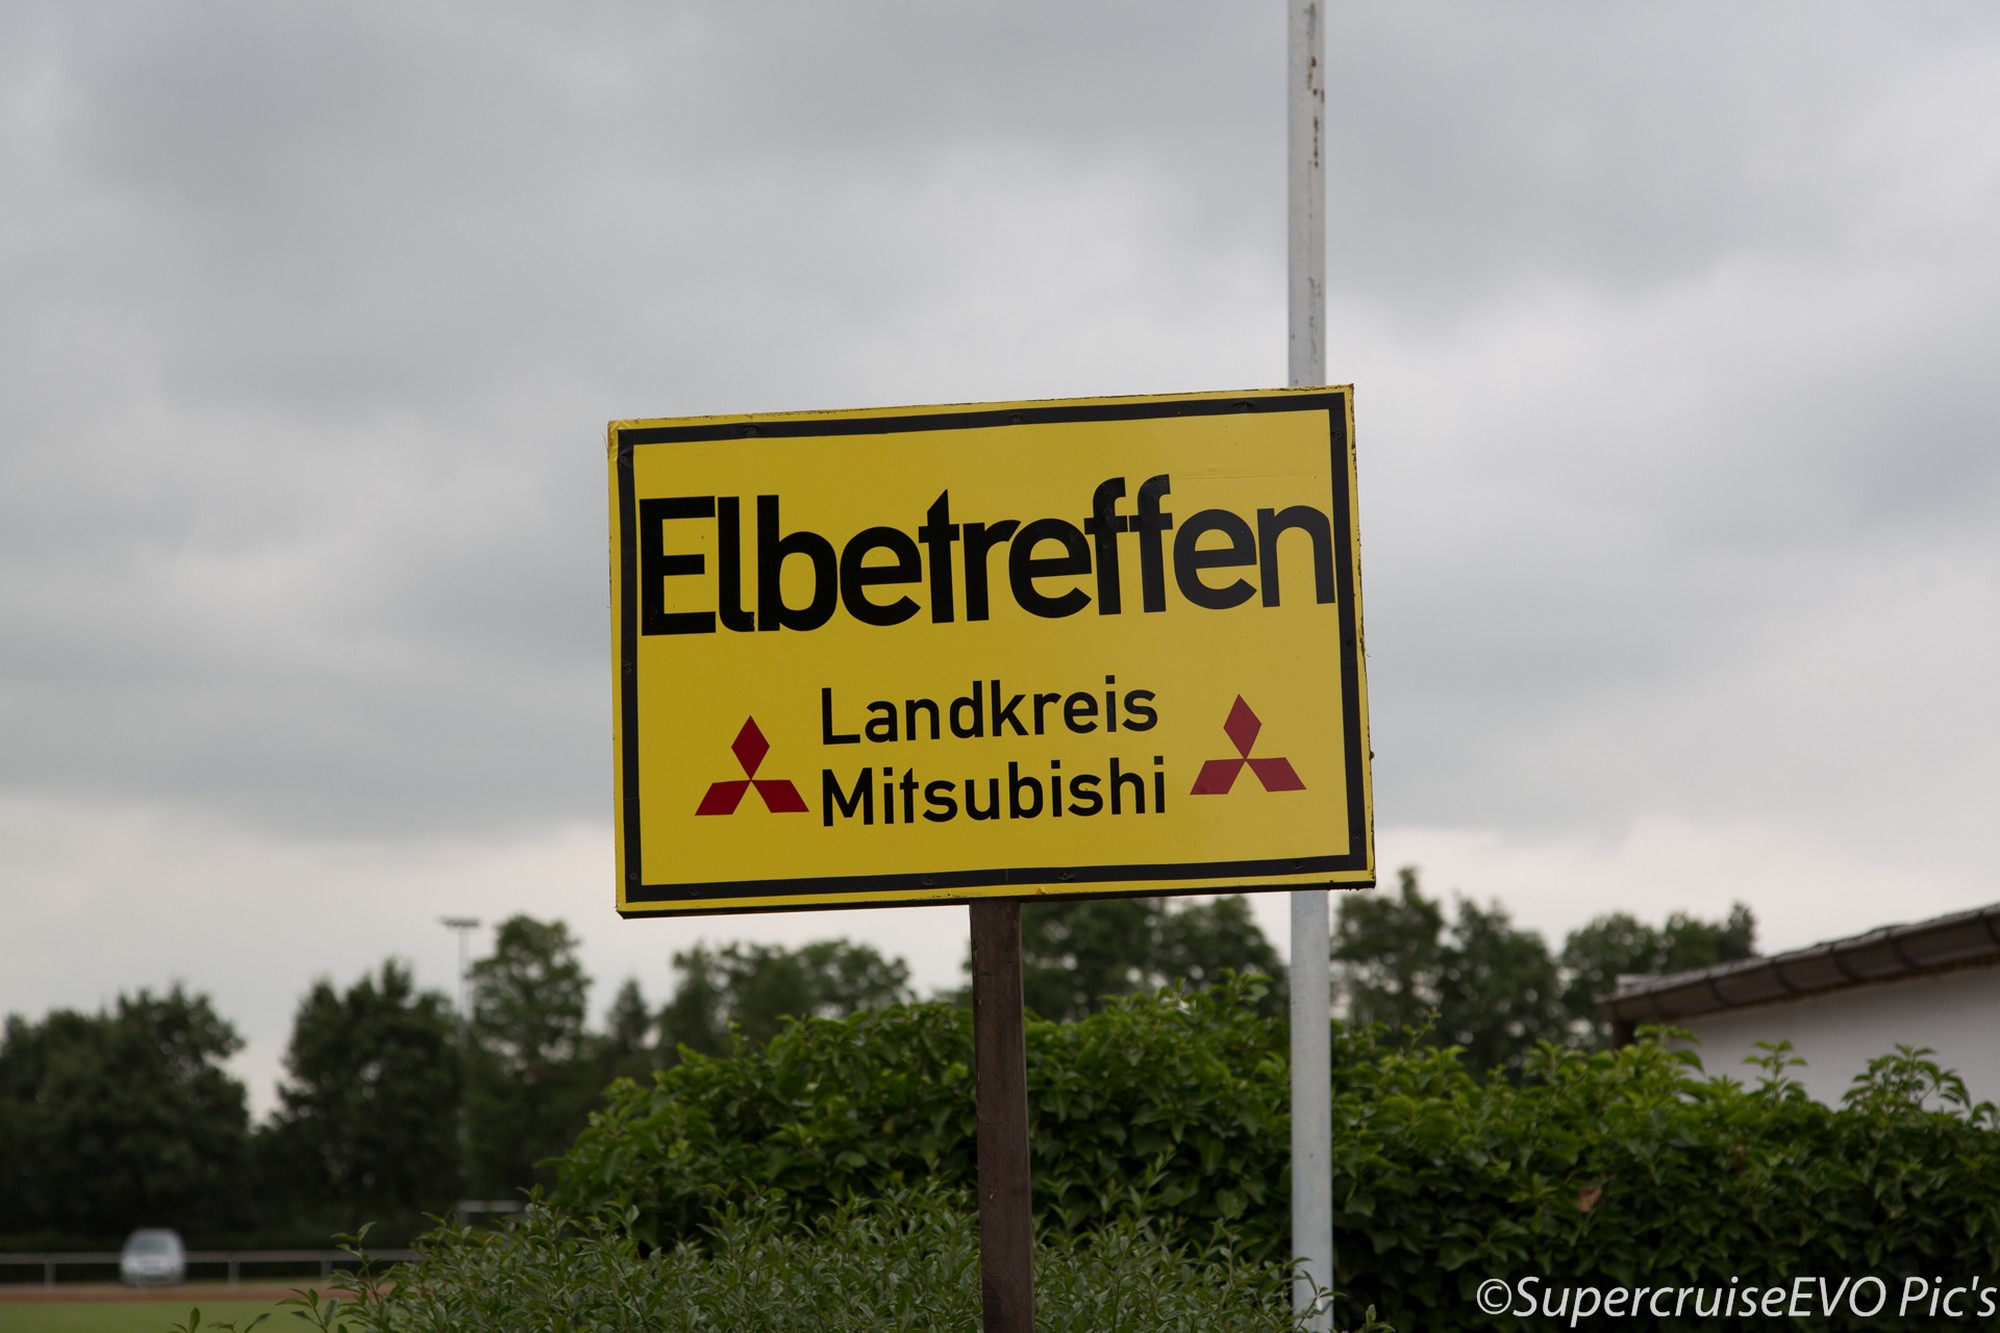 Elbetreffen
Landkreis
Mitsubishi
©SupercruiseEVO Pic's